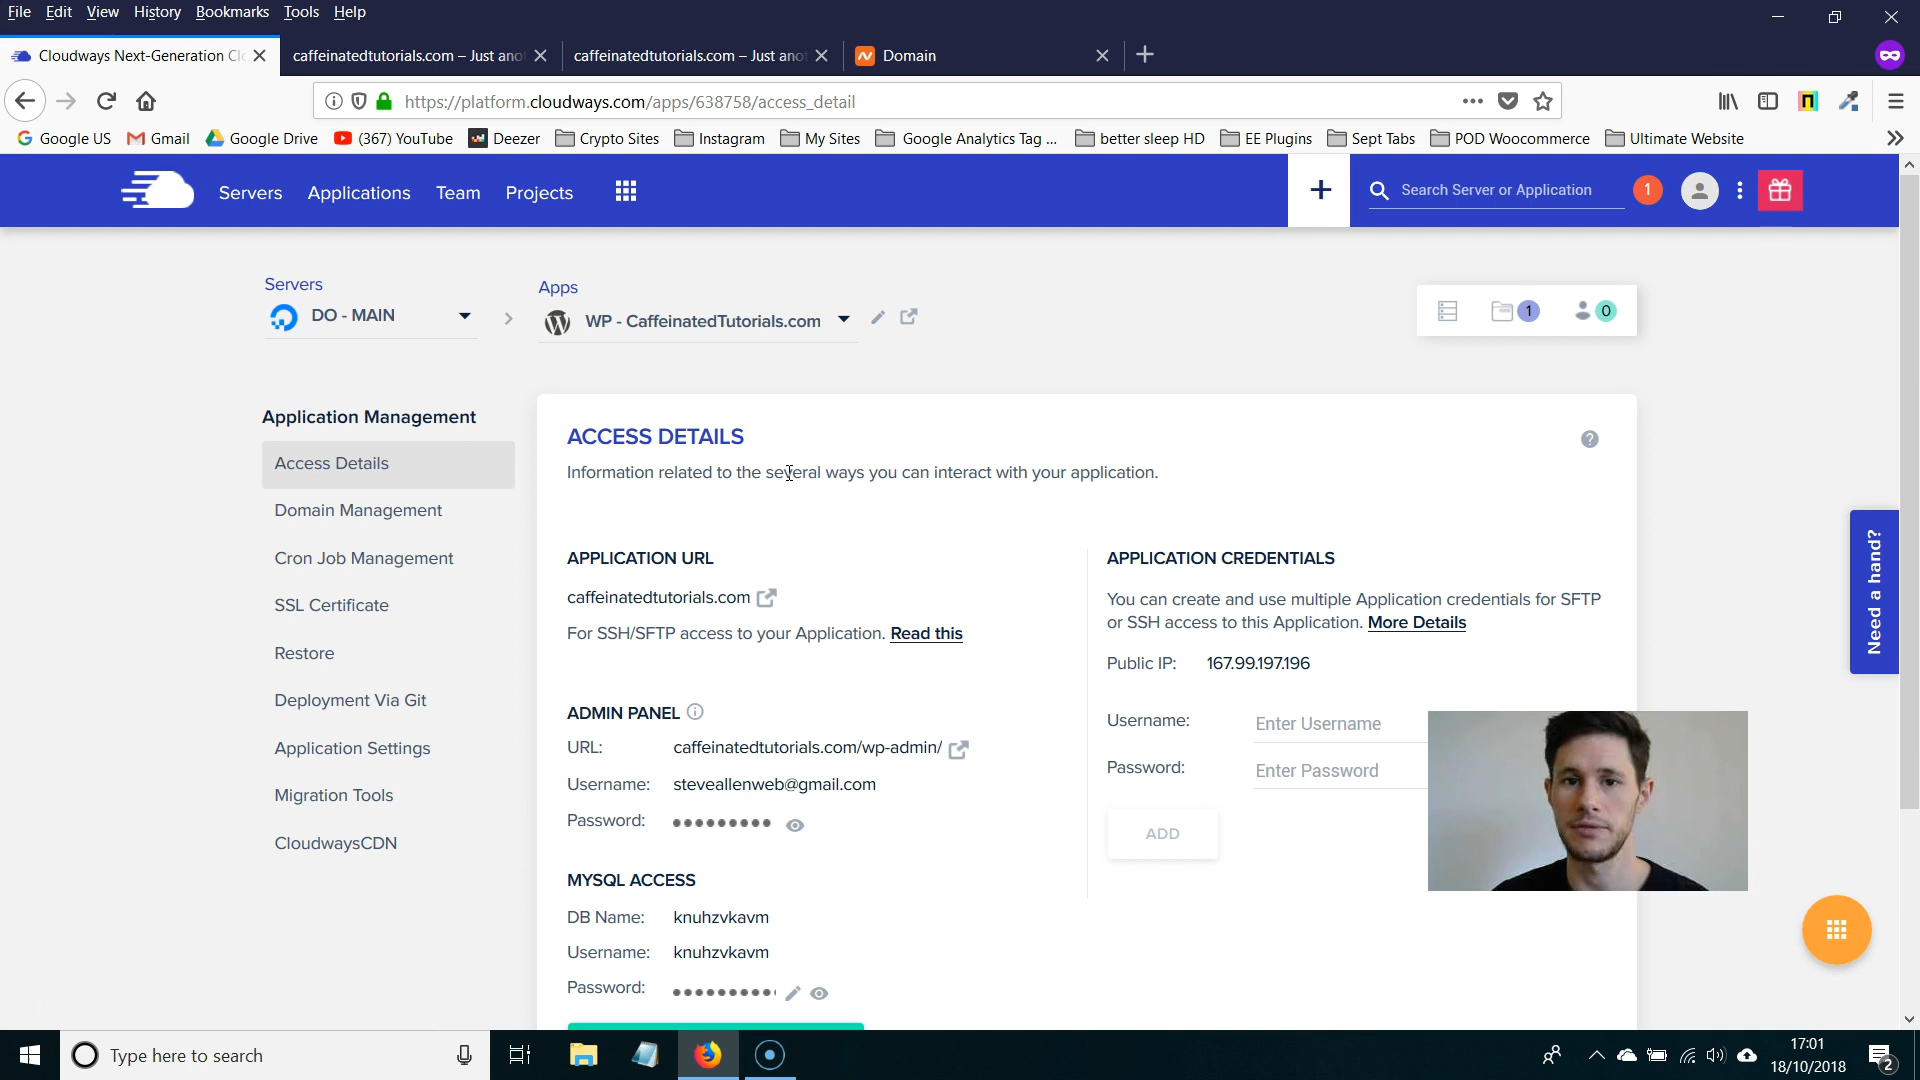 File Edit View History Bookmarks Tools Help
Cloudways Next-Generation Cl
caffeinatedtutorials.com – Just anot
caffeinatedtutorials.com – Just anot
Domain
https://platform.cloudways.com/apps/638758/access_detail
Google US Gmail Google Drive (367) YouTube Deezer Crypto Sites Instagram My Sites Google Analytics Tag ... better sleep HD EE Plugins Sept Tabs POD Woocommerce Ultimate Website
Servers Applications Team Projects
+ Search Server or Application 1
Servers
DO - MAIN
Apps
WP - CaffeinatedTutorials.com
1 0
Application Management
Access Details
Domain Management
Cron Job Management
SSL Certificate
Restore
Deployment Via Git
Application Settings
Migration Tools
CloudwaysCDN
ACCESS DETAILS
Information related to the several ways you can interact with your application.
APPLICATION URL
caffeinatedtutorials.com
For SSH/SFTP access to your Application. Read this
ADMIN PANEL
URL: caffeinatedtutorials.com/wp-admin/
Username: steveallenweb@gmail.com
Password:
MYSQL ACCESS
DB Name: knuhzvkavm
Username: knuhzvkavm
Password:
APPLICATION CREDENTIALS
You can create and use multiple Application credentials for SFTP
or SSH access to this Application. More Details
Public IP: 167.99.197.196
Username: Enter Username
Password: Enter Password
ADD
Need a hand?
Type here to search
17:01
18/10/2018
2